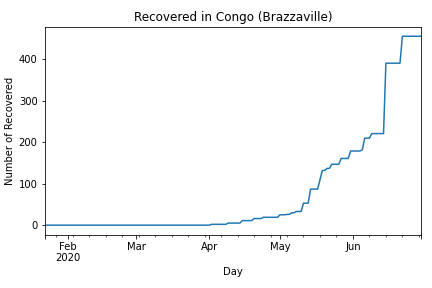 Recovered in Congo (Brazzaville)
Number of Recovered
400
300
200
100
0
Feb
2020
Mar
Apr
May
Jun
Day